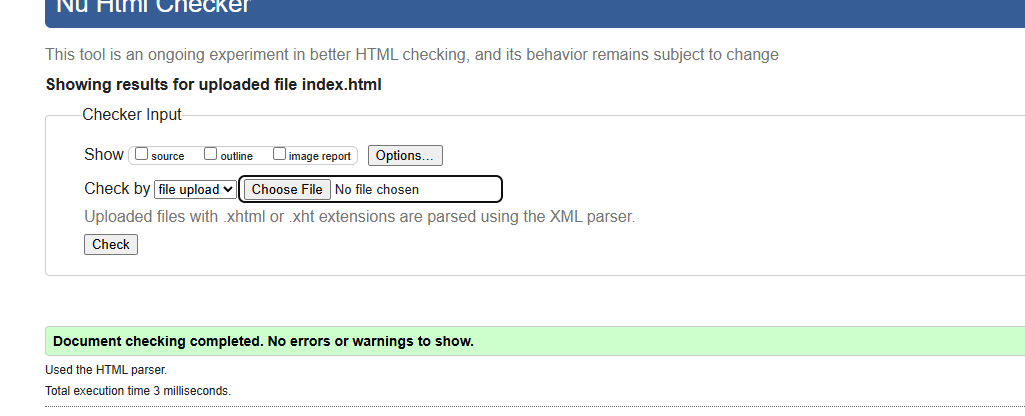 Nu Html Checker
This tool is an ongoing experiment in better HTML checking, and its behavior remains subject to change
Showing results for uploaded file index.html
Checker Input
Show source outline image report Options...
Check by file upload Choose File No file chosen
Uploaded files with .xhtml or .xht extensions are parsed using the XML parser.
Check
Document checking completed. No errors or warnings to show.
Used the HTML parser.
Total execution time 3 milliseconds.